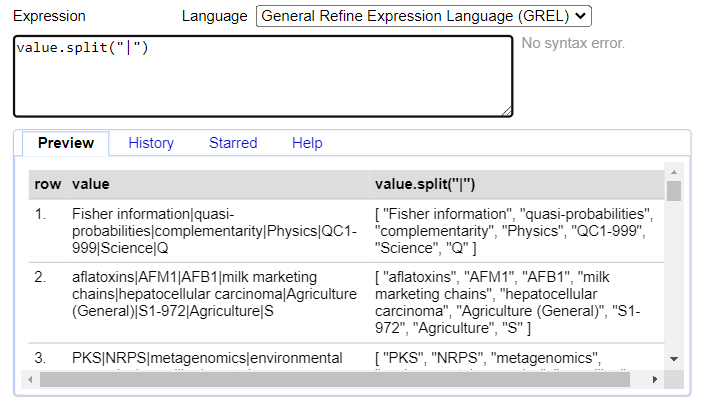 Expression Language General Refine Expression Language (GREL)
value.split("|") No syntax error.
Preview History Starred Help
row value value.split("|")
1. Fisher information|quasi- [ "Fisher information", "quasi-probabilities",
probabilities|complementarity|Physics|QC1- "complementarity", "Physics", "QC1-999",
999|Science|Q "Science", "Q" ]
2. aflatoxins|AFM1|AFB1|milk marketing [ "aflatoxins", "AFM1", "AFB1", "milk
chains|hepatocellular carcinoma|Agriculture marketing chains", "hepatocellular
(General)|S1-972|Agriculture|S carcinoma", "Agriculture (General)", "S1-
972", "Agriculture", "S" ]
3. PKS|NRPS|metagenomics|environmental [ "PKS", "NRPS", "metagenomics",